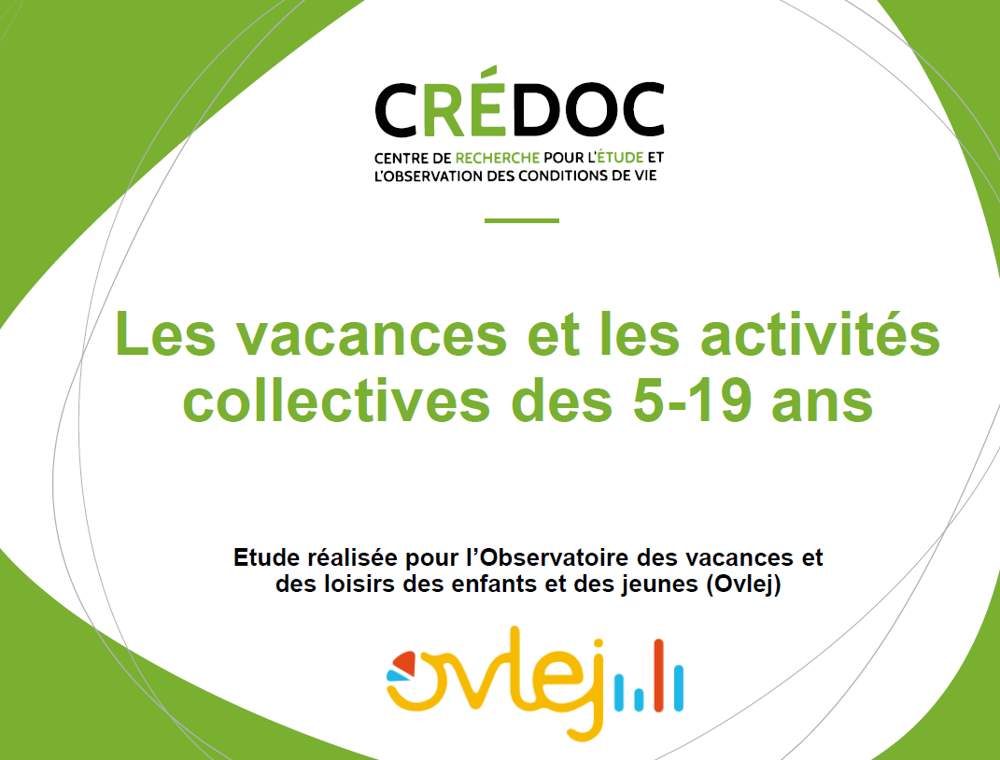 CRÉDOC
CENTRE DE RECHERCHE POUR L'ÉTUDE ET
L'OBSERVATION DES CONDITIONS DE VIE
Les vacances et les activités
collectives des 5-19 ans
Etude réalisée pour l’Observatoire des vacances et
des loisirs des enfants et des jeunes (Ovlej)
ovlej